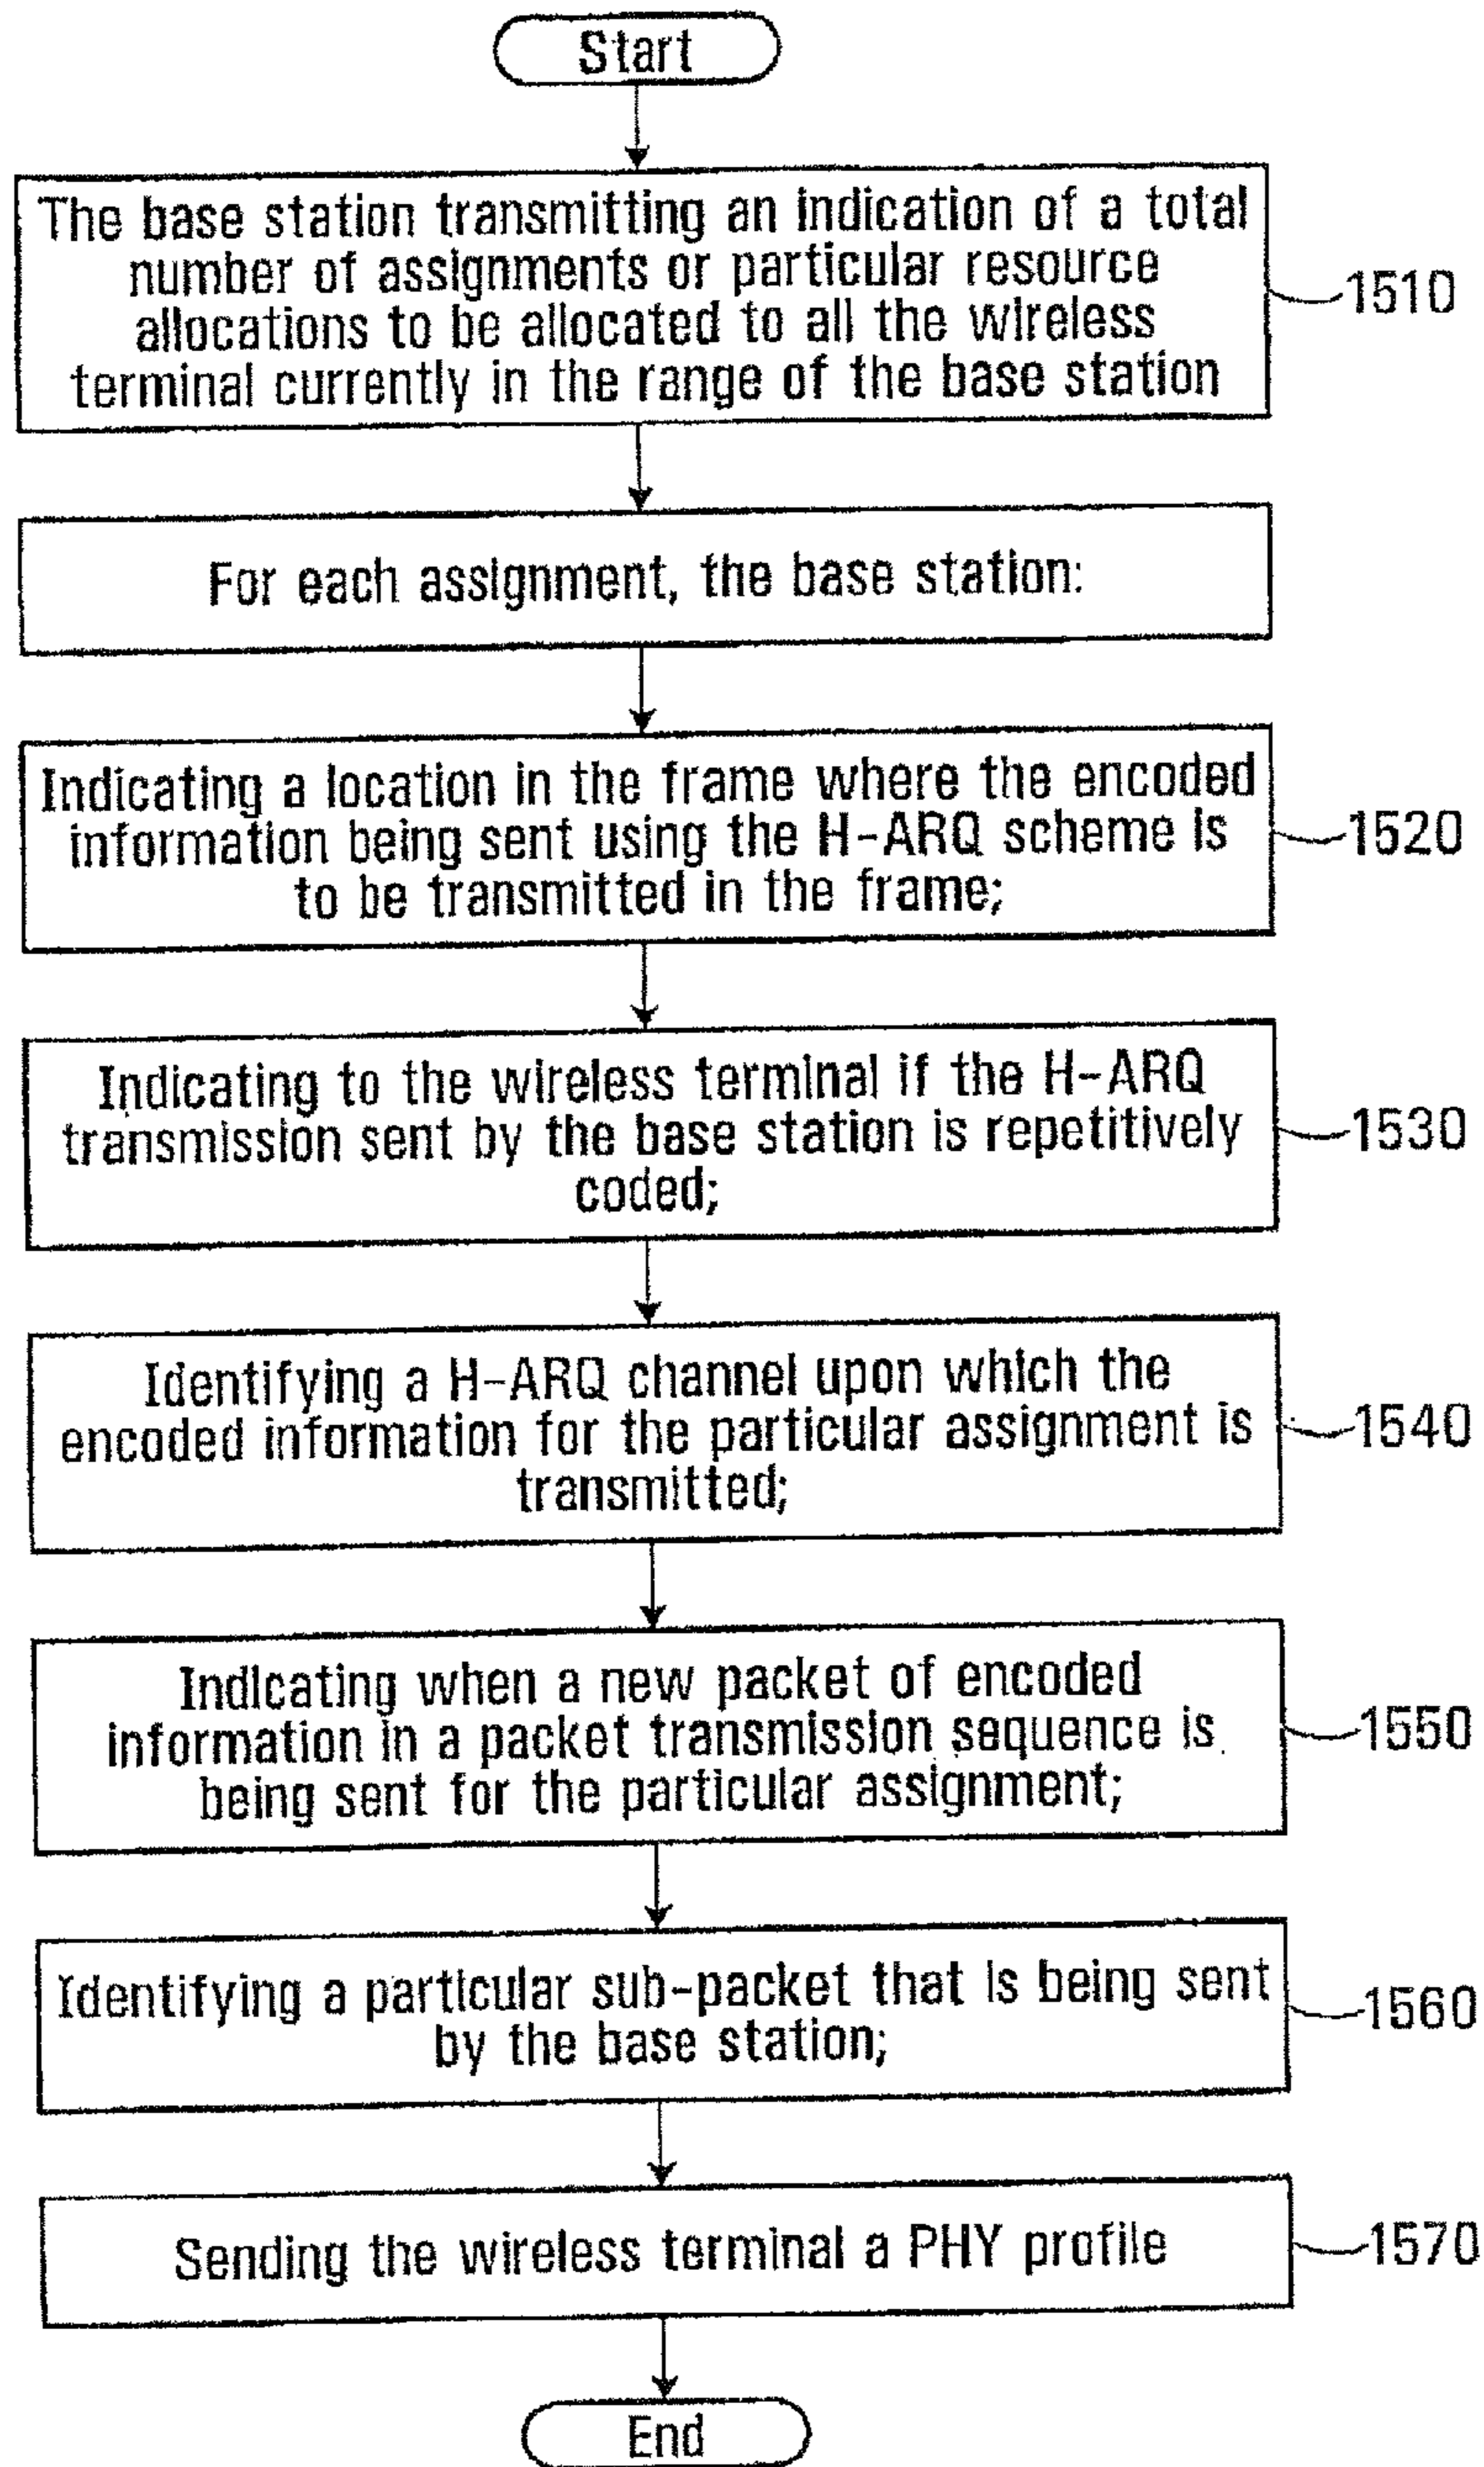 Start
The base station transmitting an indication of a total
number of assignments or particular resource
allocations to be allocated to all the wireless
terminal currently in the range of the base station
1510
For each assignment, the base station:
Indicating a location in the frame where the encoded
information being sent using the H-ARQ scheme is
to be transmitted in the frame;
1520
Indicating to the wireless terminal if the H-ARQ
transmission sent by the base station is repetitively
coded;
1530
Identifying a H-ARQ channel upon which the
encoded information for the particular assignment is
transmitted;
1540
Indicating when a new packet of encoded
information in a packet transmission sequence is
being sent for the particular assignment;
1550
Identifying a particular sub-packet that is being sent
by the base station;
1560
Sending the wireless terminal a PHY profile
1570
End